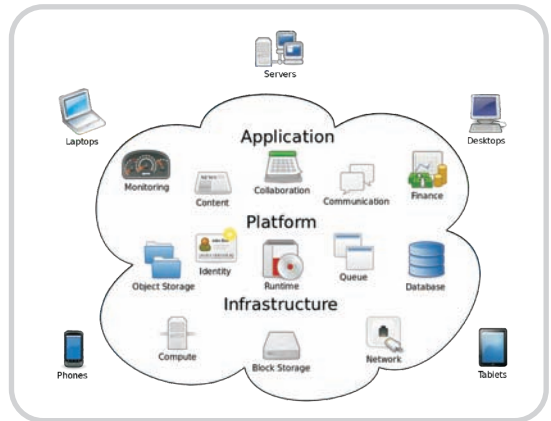 Servers
Laptops
Desktops
Application
Monitoring
Content
Collaboration
Communication
Finance
Platform
Object Storage
Identity
Runtime
Queue
Database
Infrastructure
Compute
Block Storage
Network
Phones
Tablets